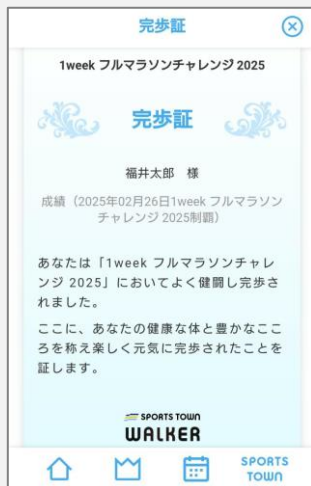 完歩証
1week フルマラソンチャレンジ 2025
完歩証
福井太郎 様
成績（2025年02月26日1week フルマラソン
チャレンジ 2025制覇）
あなたは「1week フルマラソンチャレ
ンジ 2025」においてよく健闘し完歩さ
れました。
ここに、あなたの健康な体と豊かなここ
ろを称え楽しく元気に完歩されたことを
証します。
SPORTS TOWN
WALKER
SPORTS
TOWN